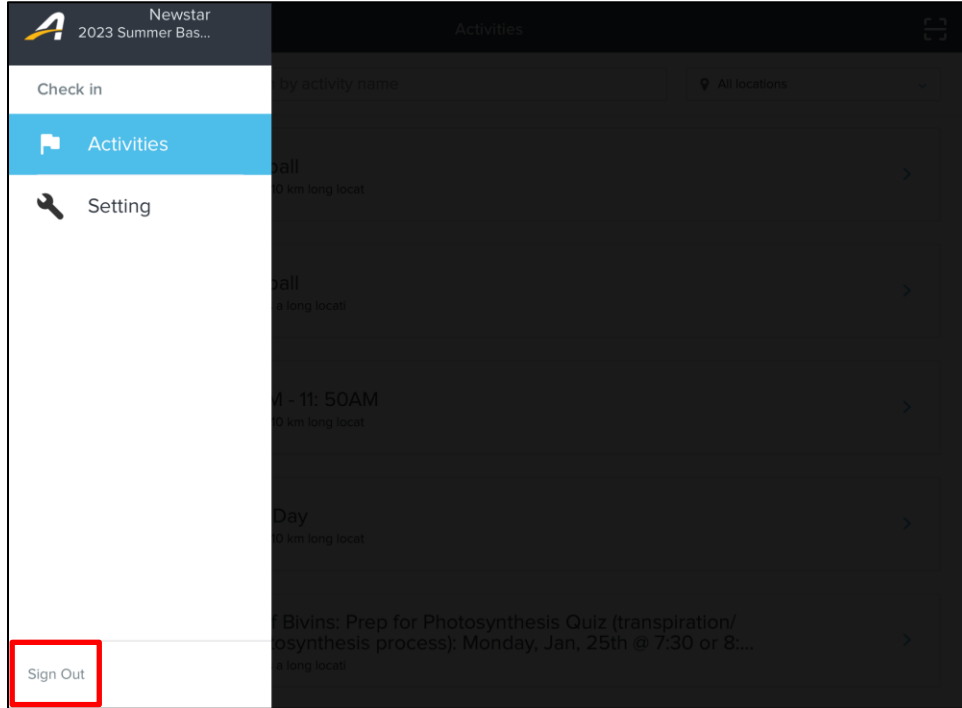 Newstar
2023 Summer Bas...
Activities
Check in
by activity name
All locations
Activities
Setting
ball
10 km long locat
ball
a long locati
M - 11: 50AM
10 km long locat
Day
10 km long locat
f Bivins: Prep for Photosynthesis Quiz (transpiration/
tosynthesis process): Monday, Jan, 25th @ 7:30 or 8:...
a long locati
Sign Out